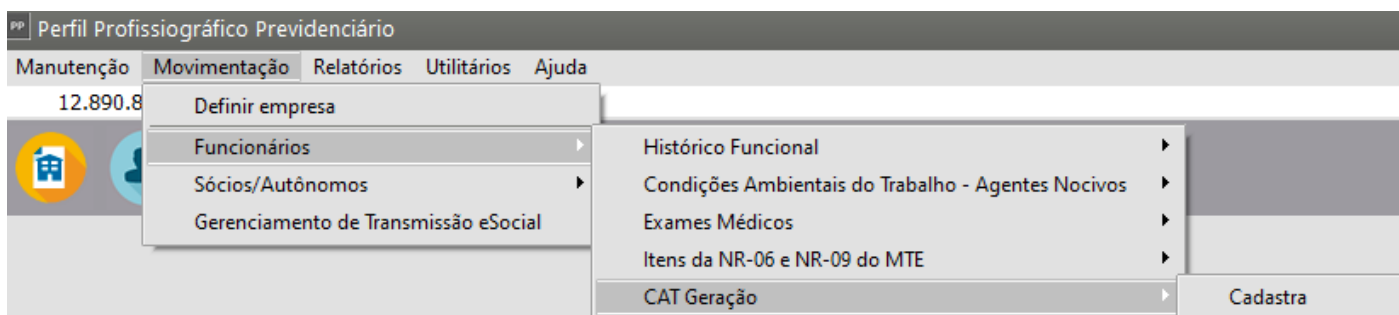 PP Perfil Profissiográfico Previdenciário
Manutenção Movimentação Relatórios Utilitários Ajuda
12.890.8
Definir empresa
Funcionários
Sócios/Autônomos
Gerenciamento de Transmissão eSocial
Histórico Funcional
Condições Ambientais do Trabalho - Agentes Nocivos
Exames Médicos
Itens da NR-06 e NR-09 do MTE
CAT Geração
Cadastra